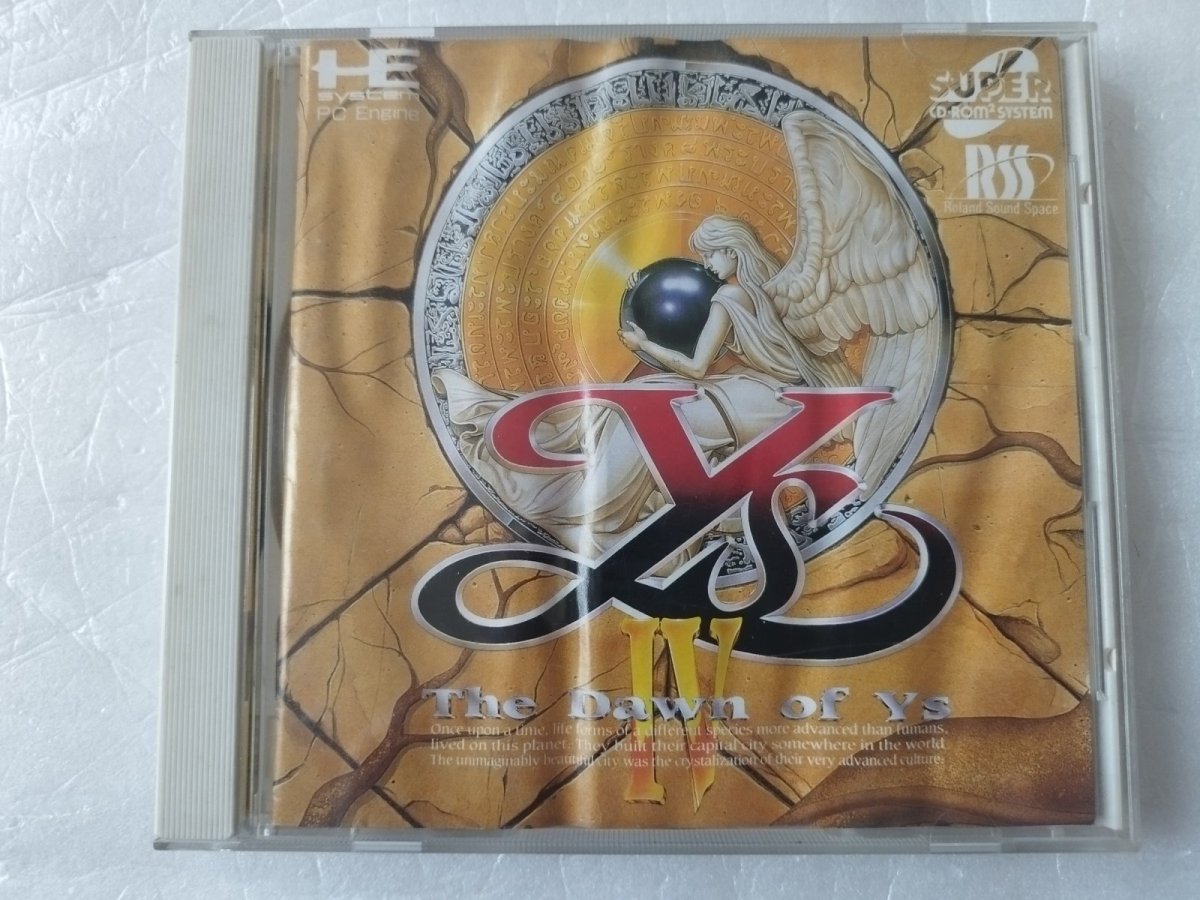 HE
system
PC Engine
SUPER
CD-ROM² SYSTEM
RSS
Roland Sound Space
Ys
IV
The Dawn of Ys
Once upon a time, life forms of a different species more advanced than humans,
lived on this planet. They built their capital city somewhere in the world.
The unimaginably beautiful city was the crystalization of their very advanced culture.